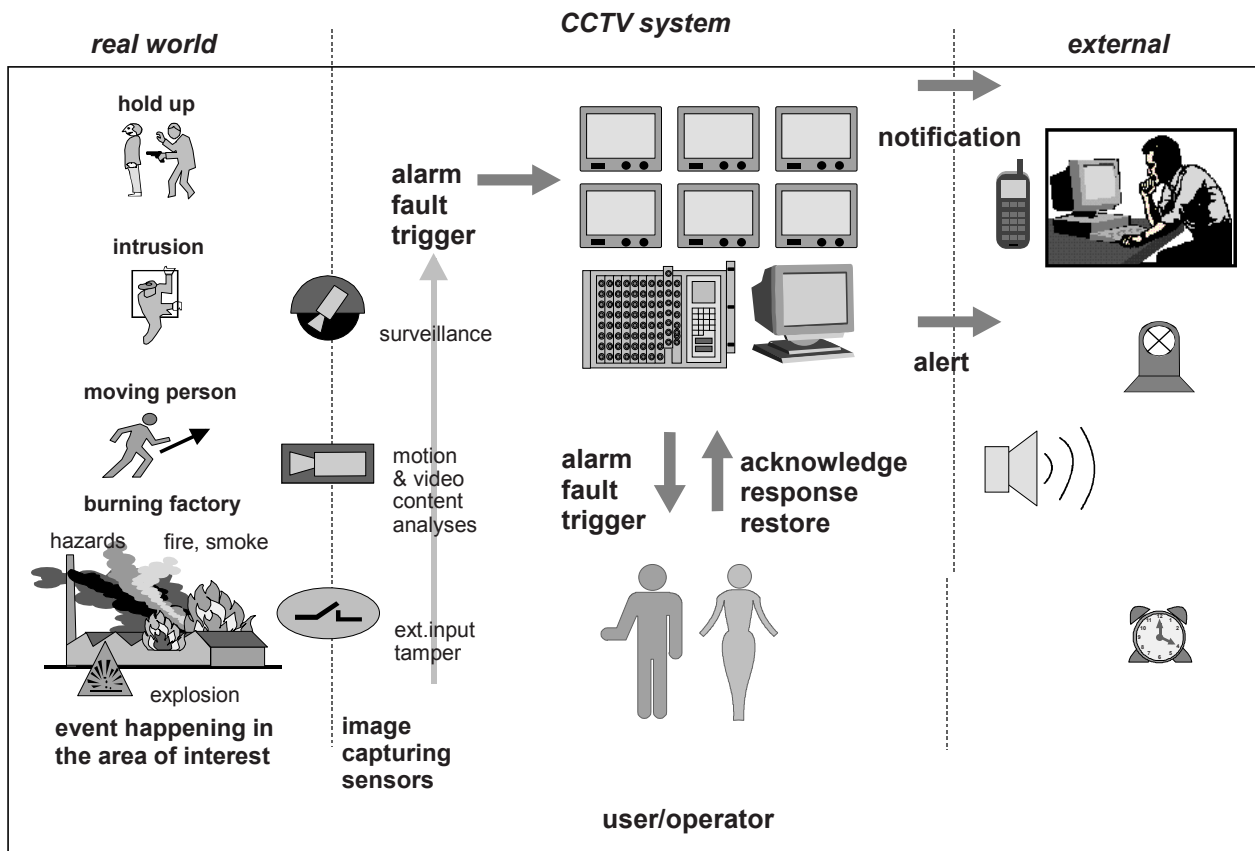 real world
CCTV system
external
hold up
intrusion
moving person
burning factory
hazards
fire, smoke
explosion
event happening in
the area of interest
alarm
fault
trigger
surveillance
motion
& video
content
analyses
ext.input
tamper
image
capturing
sensors
alarm
fault
trigger
acknowledge
response
restore
user/operator
notification
alert